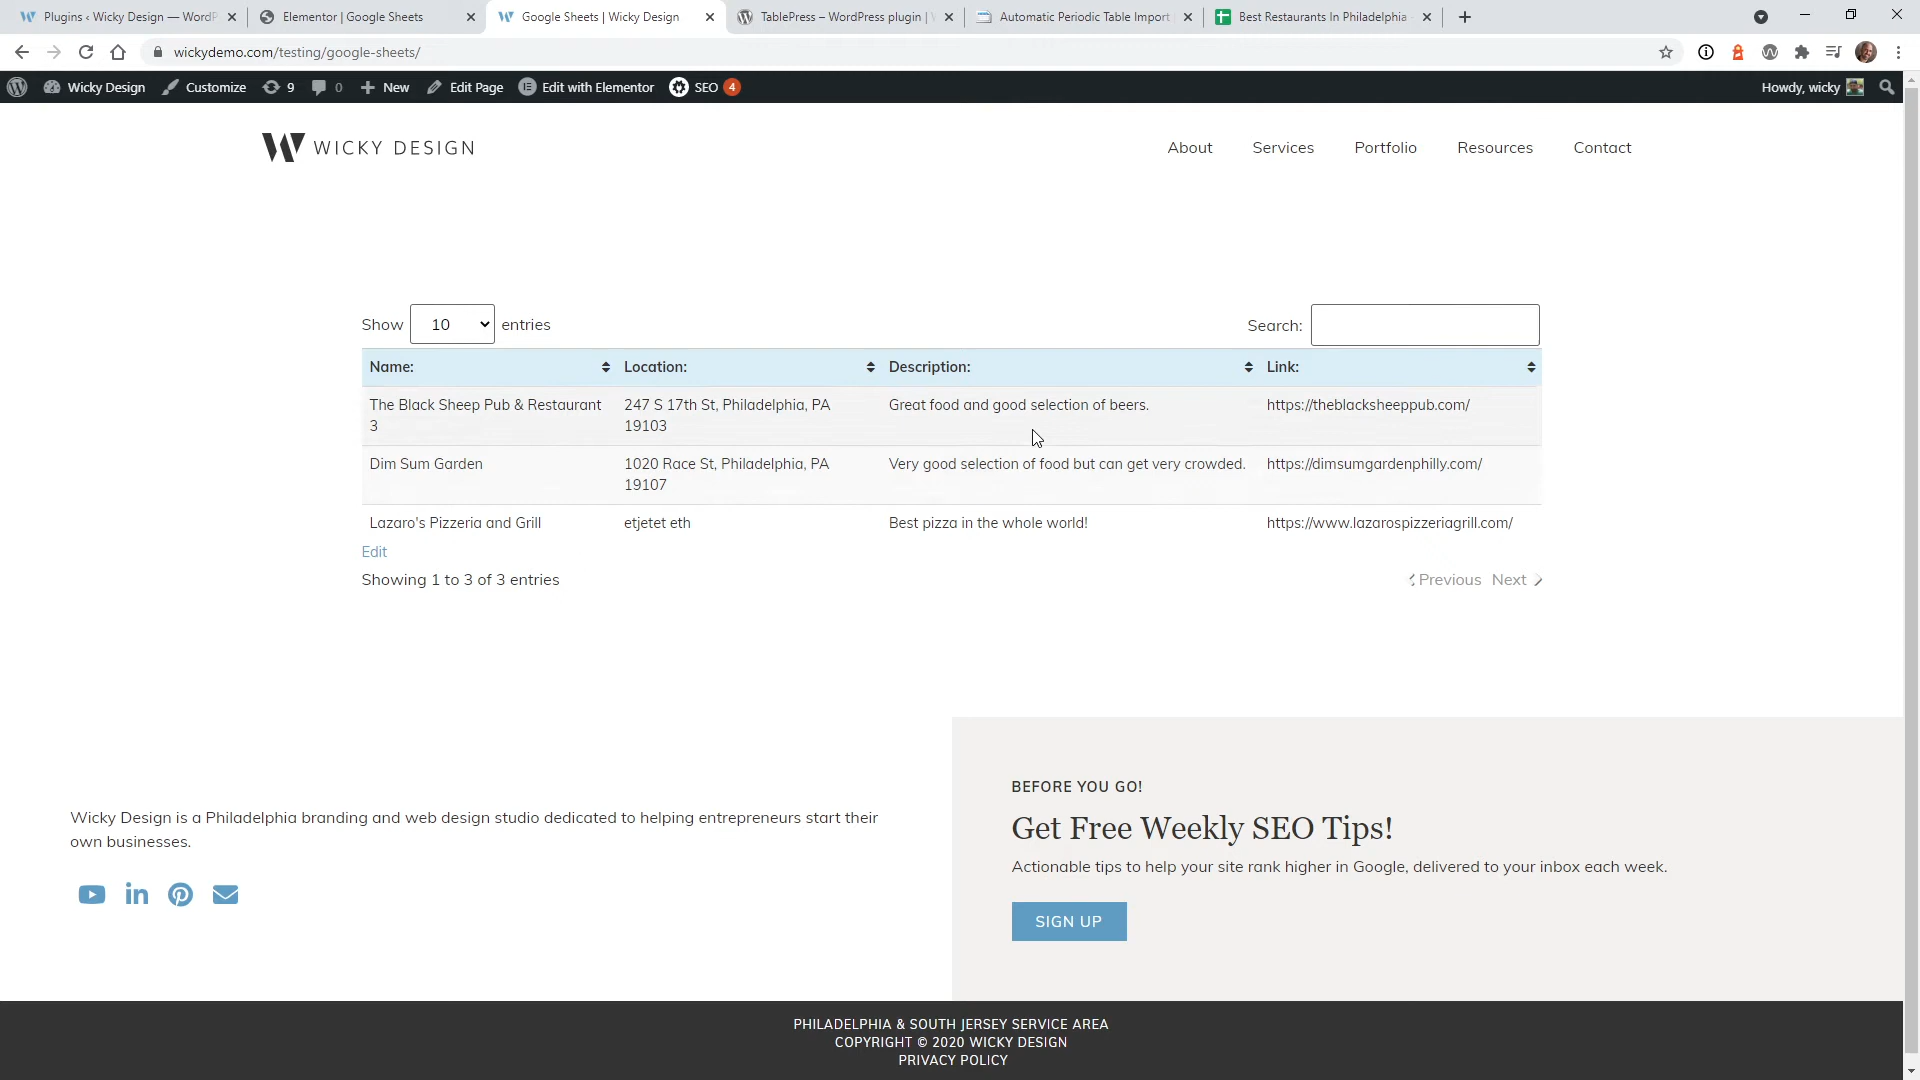 Plugins ‹ Wicky Design — WordP
Elementor | Google Sheets
Google Sheets | Wicky Design
TablePress – WordPress plugin |
Automatic Periodic Table Import
Best Restaurants In Philadelphia
wickydemo.com/testing/google-sheets/
Wicky Design
Customize
9
0
New
Edit Page
Edit with Elementor
SEO 4
Howdy, wicky
WICKY DESIGN
About
Services
Portfolio
Resources
Contact
Show 10 entries
Search:
Name: Location: Description: Link:
The Black Sheep Pub & Restaurant
3
247 S 17th St, Philadelphia, PA
19103
Great food and good selection of beers.
https://theblacksheeppub.com/
Dim Sum Garden
1020 Race St, Philadelphia, PA
19107
Very good selection of food but can get very crowded.
https://dimsumgardenphilly.com/
Lazaro's Pizzeria and Grill
etjetet eth
Best pizza in the whole world!
https://www.lazarospizzeriagrill.com/
Edit
Showing 1 to 3 of 3 entries
Previous Next
Wicky Design is a Philadelphia branding and web design studio dedicated to helping entrepreneurs start their
own businesses.
BEFORE YOU GO!
Get Free Weekly SEO Tips!
Actionable tips to help your site rank higher in Google, delivered to your inbox each week.
SIGN UP
PHILADELPHIA & SOUTH JERSEY SERVICE AREA
COPYRIGHT © 2020 WICKY DESIGN
PRIVACY POLICY